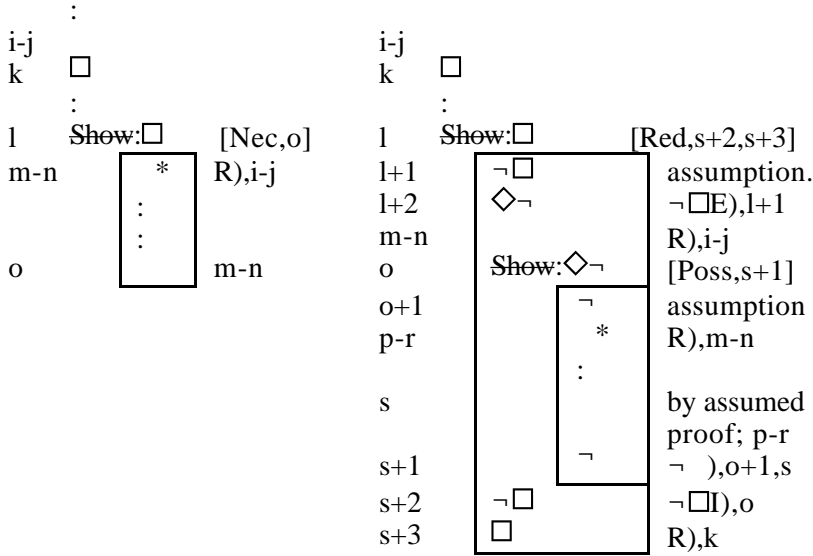 :
i-j i-j
k □ k □
: :
l Show:□ [Nec,o] l Show:□ [Red,s+2,s+3]
m-n * R),i-j l+1 ¬□ assumption.
: l+2 ◇¬ ¬□E),l+1
: m-n R),i-j
o m-n o Show:◇¬ [Poss,s+1]
o+1 ¬ assumption
p-r * R),m-n
:
s by assumed
proof; p-r
s+1 ¬ ¬ ),o+1,s
s+2 ¬□ ¬□I),o
s+3 □ R),k